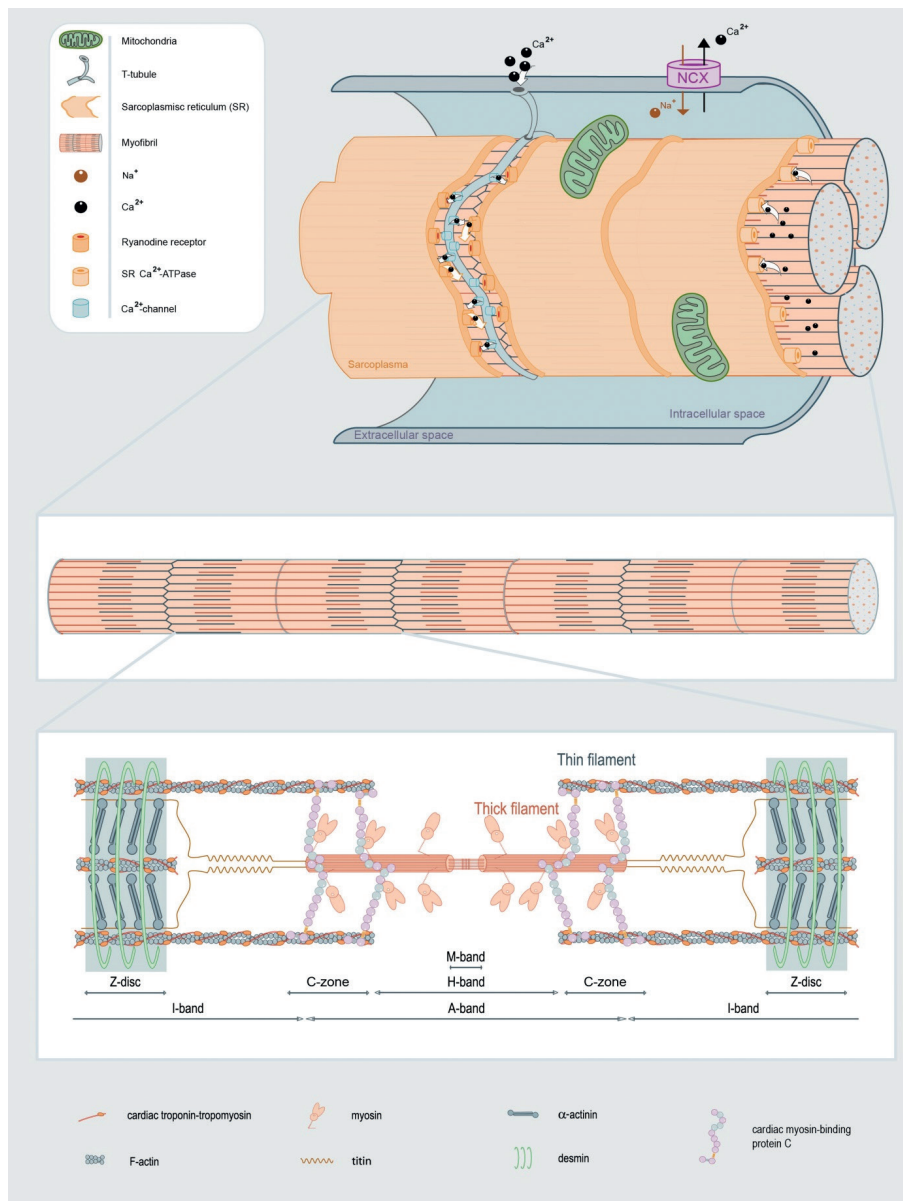 Mitochondria
T-tubule
Sarcoplasmisc reticulum (SR)
Myofibril
Na⁺
Ca²⁺
Ryanodine receptor
SR Ca²⁺-ATPase
Ca²⁺-channel
Ca²⁺
Ca²⁺
NCX
Na⁺
Sarcoplasma
Intracellular space
Extracellular space
Thin filament
Thick filament
M-band
Z-disc C-zone H-band C-zone Z-disc
I-band A-band I-band
cardiac troponin-tropomyosin
myosin
α-actinin
cardiac myosin-binding
protein C
F-actin
titin
desmin